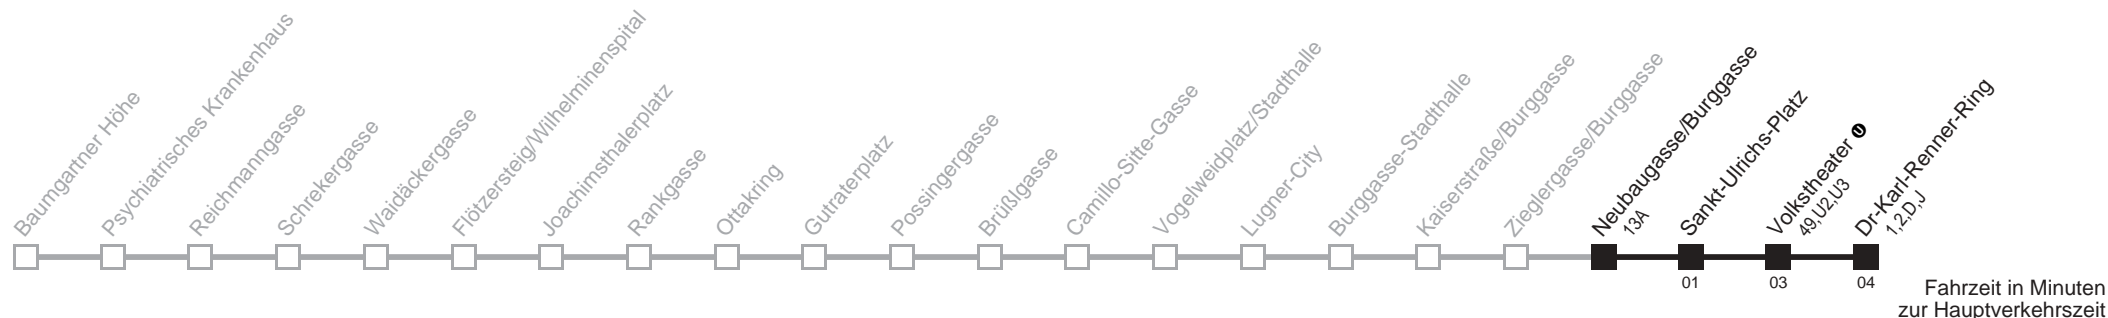 Baumgartner Höhe
Psychiatrisches Krankenhaus
Reichmanngasse
Schrekergasse
Waidäckergasse
Flötzersteig/Wilhelminenspital
Joachimsthalerplatz
Rankgasse
Ottakring
Gutraterplatz
Possingergasse
Brüßlgasse
Camillo-Sitte-Gasse
Vogelweidplatz/Stadthalle
Lugner-City
Burggasse-Stadthalle
Kaiserstraße/Burggasse
Zieglergasse/Burggasse
Neubaugasse/Burggasse
13A
Sankt-Ulrichs-Platz
Volkstheater U
49,U2,U3
Dr-Karl-Renner-Ring
1,2,D,J
01
03
04
Fahrzeit in Minuten
zur Hauptverkehrszeit